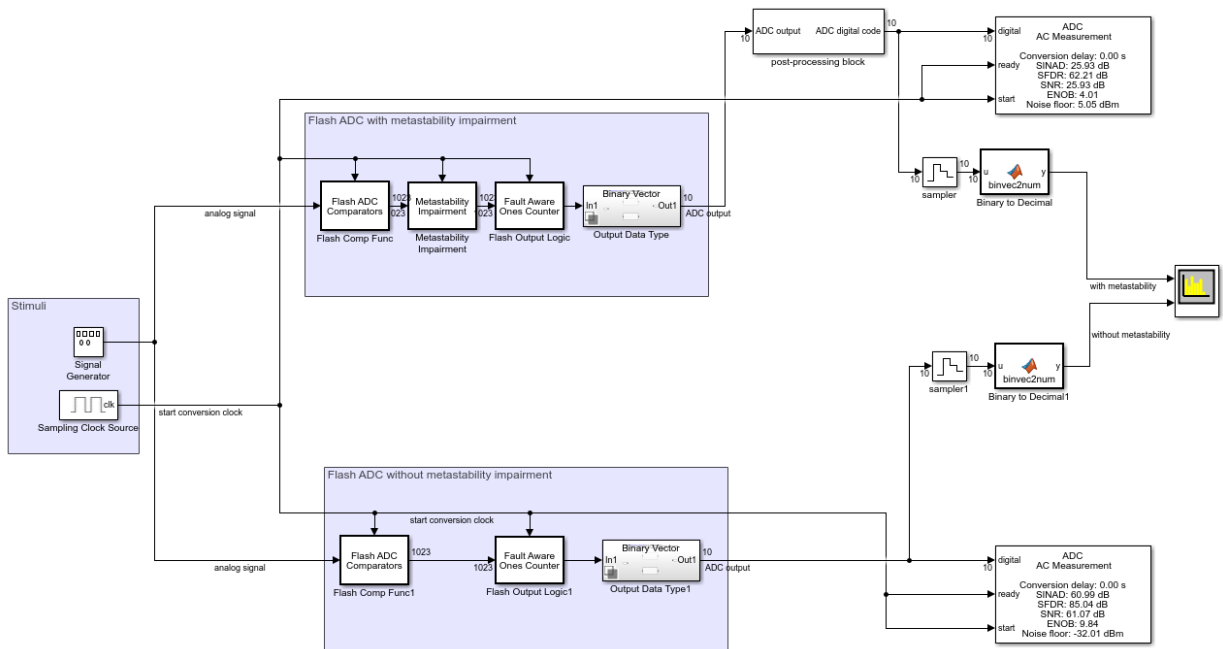 10
ADC output
ADC digital code
10
post-processing block
digital
10
ready
start
ADC
AC Measurement
Conversion delay: 0.00 s
SINAD: 25.93 dB
SFDR: 62.21 dB
SNR: 25.93 dB
ENOB: 4.01
Noise floor: 5.05 dBm
Flash ADC with metastability impairment
analog signal
Flash ADC
Comparators
Flash Comp Func
1023
1023
Metastability
Impairment
Metastability
Impairment
1023
1023
Fault Aware
Ones Counter
Flash Output Logic
Binary Vector
In1
Out1
Output Data Type
10
ADC output
10
sampler
10
10
u
y
binvec2num
Binary to Decimal
with metastability
without metastability
Stimuli
Signal
Generator
clk
Sampling Clock Source
start conversion clock
10
sampler1
10
10
u
y
binvec2num
Binary to Decimal1
Flash ADC without metastability impairment
start conversion clock
analog signal
Flash ADC
Comparators
Flash Comp Func1
1023
1023
Fault Aware
Ones Counter
Flash Output Logic1
Binary Vector
In1
Out1
Output Data Type1
10
ADC output
digital
10
ready
start
ADC
AC Measurement
Conversion delay: 0.00 s
SINAD: 60.99 dB
SFDR: 85.04 dB
SNR: 61.07 dB
ENOB: 9.84
Noise floor: -32.01 dBm